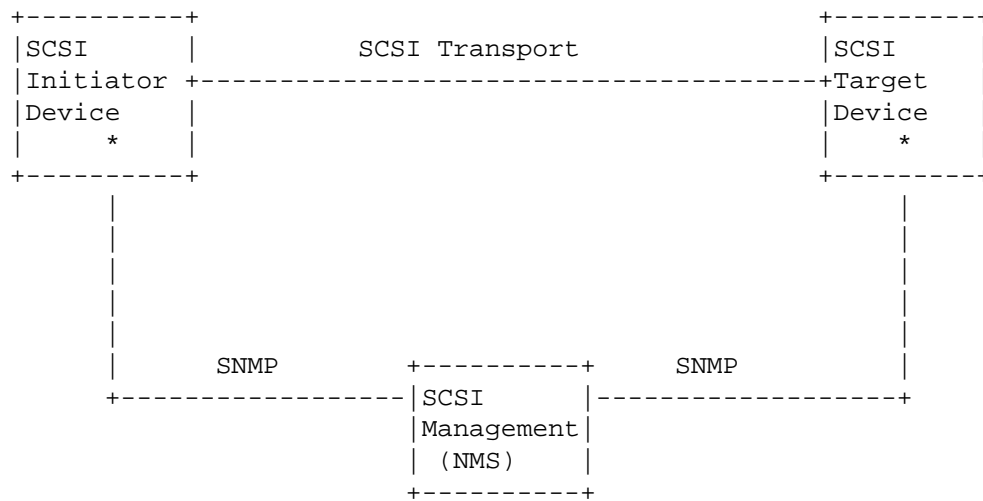 SCSI SCSI Transport SCSI
Initiator Target
Device Device
* *
SNMP SNMP
SCSI
Management
(NMS)